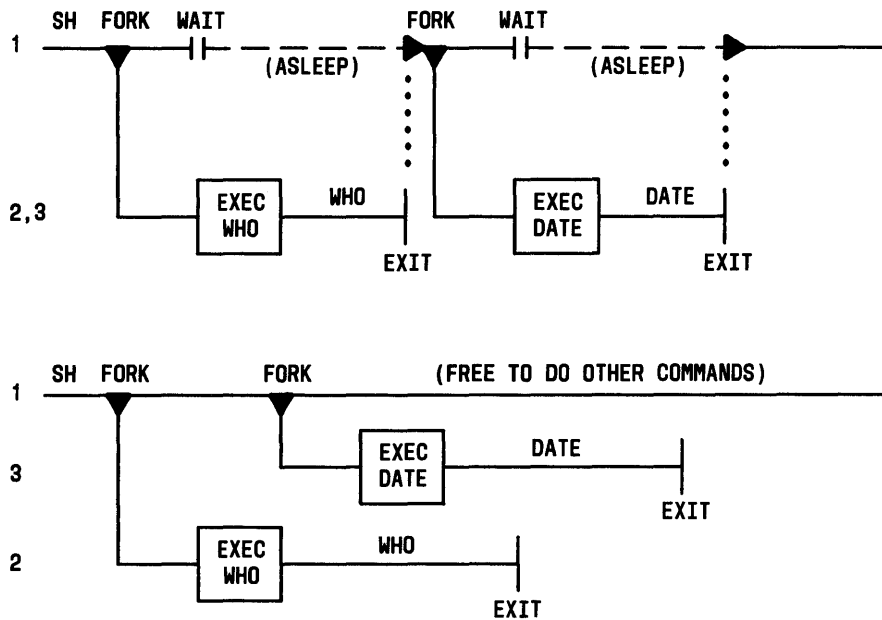 SH FORK WAIT FORK WAIT
1
(ASLEEP) (ASLEEP)
EXEC WHO EXEC DATE
2,3
WHO DATE
EXIT EXIT
SH FORK FORK (FREE TO DO OTHER COMMANDS)
1
EXEC DATE
3
DATE
EXIT
EXEC WHO
2
WHO
EXIT